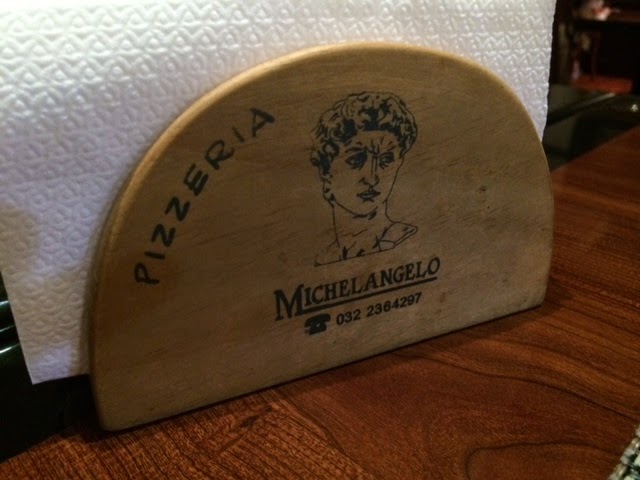 PIZZERIA
MICHELANGELO
☎ 032 2364297